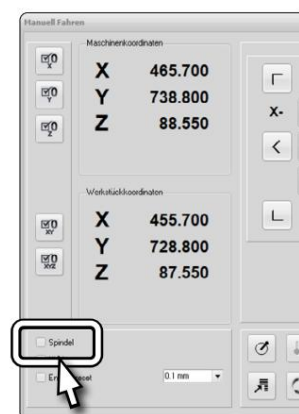 Manuell Fahren
Maschinenkoordinaten
X 465.700
Y 738.800
Z 88.550
X-
Werkstückkoordinaten
X 455.700
Y 728.800
Z 87.550
Spindel
0.1 mm